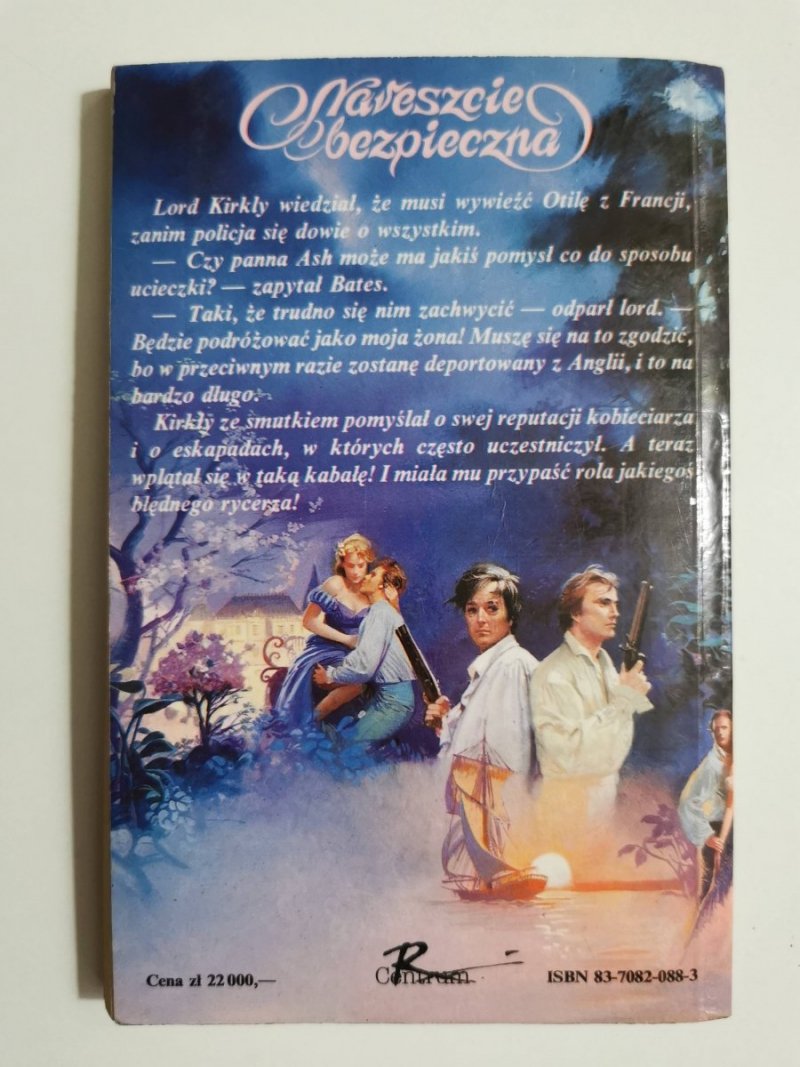 Nareszcie
bezpieczna
Lord Kirkly wiedział, że musi wywieźć Otilę z Francji,
zanim policja się dowie o wszystkim.
— Czy panna Ash może ma jakiś pomysł co do sposobu
ucieczki? — zapytał Bates.
— Taki, że trudno się nim zachwycić — odparł lord. —
Będzie podróżować jako moja żona! Muszę się na to zgodzić,
bo w przeciwnym razie zostanę deportowany z Anglii, i to na
bardzo długo.
Kirkly ze smutkiem pomyślał o swej reputacji kobieciarza
i o eskapadach, w których często uczestniczył. A teraz
wplątał się w taką kabałę! I miała mu przypaść rola jakiegoś
błędnego rycerza!
Cena zł 22 000,—
R
Centrum
ISBN 83-7082-088-3